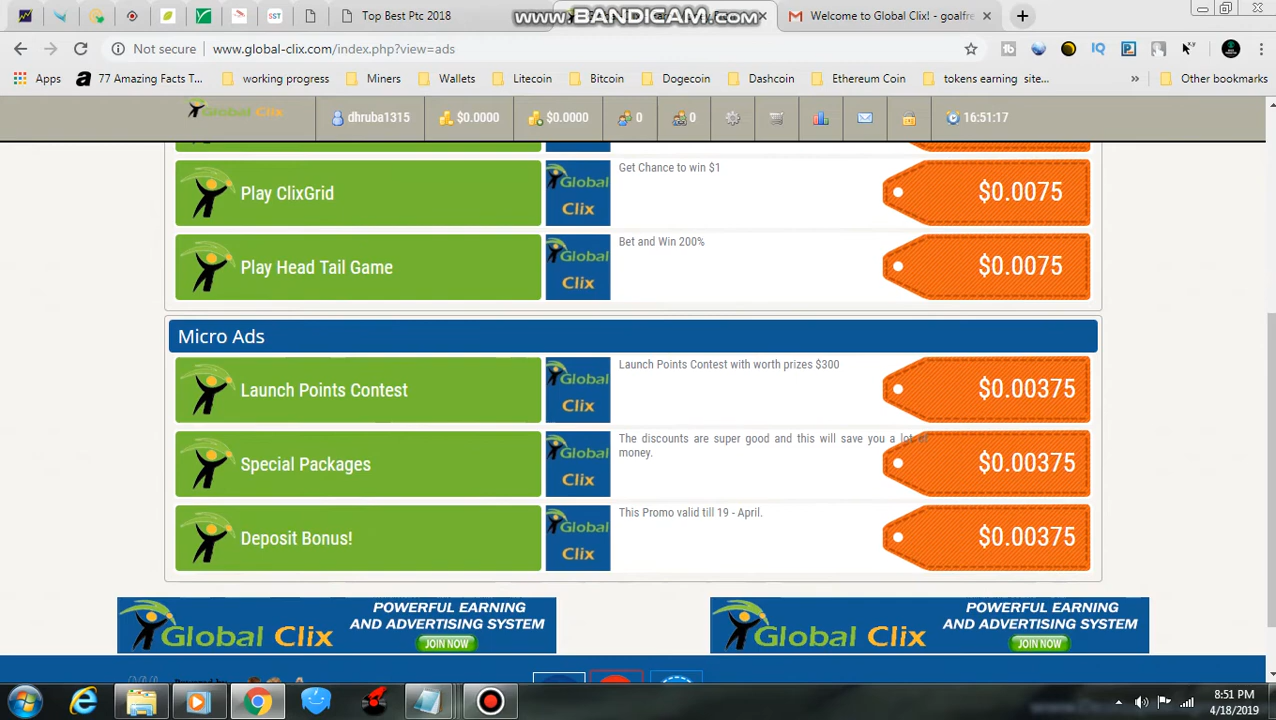 Top Best Ptc 2018
www.BANDICAM.com
Welcome to Global Clix! - goalfre
Not secure
www.global-clix.com/index.php?view=ads
Apps
77 Amazing Facts T...
working progress
Miners
Wallets
Litecoin
Bitcoin
Dogecoin
Dashcoin
Ethereum Coin
tokens earning site...
»
Other bookmarks
Global Clix
dhruba1315
$0.0000
$0.0000
0
0
16:51:17
Play ClixGrid
Global
Clix
Get Chance to win $1
$0.0075
Play Head Tail Game
Global
Clix
Bet and Win 200%
$0.0075
Micro Ads
Launch Points Contest
Global
Clix
Launch Points Contest with worth prizes $300
$0.00375
Special Packages
Global
Clix
The discounts are super good and this will save you a lot of
money.
$0.00375
Deposit Bonus!
Global
Clix
This Promo valid till 19 - April.
$0.00375
Global Clix
POWERFUL EARNING
AND ADVERTISING SYSTEM
JOIN NOW
Global Clix
POWERFUL EARNING
AND ADVERTISING SYSTEM
JOIN NOW
8:51 PM
4/18/2019